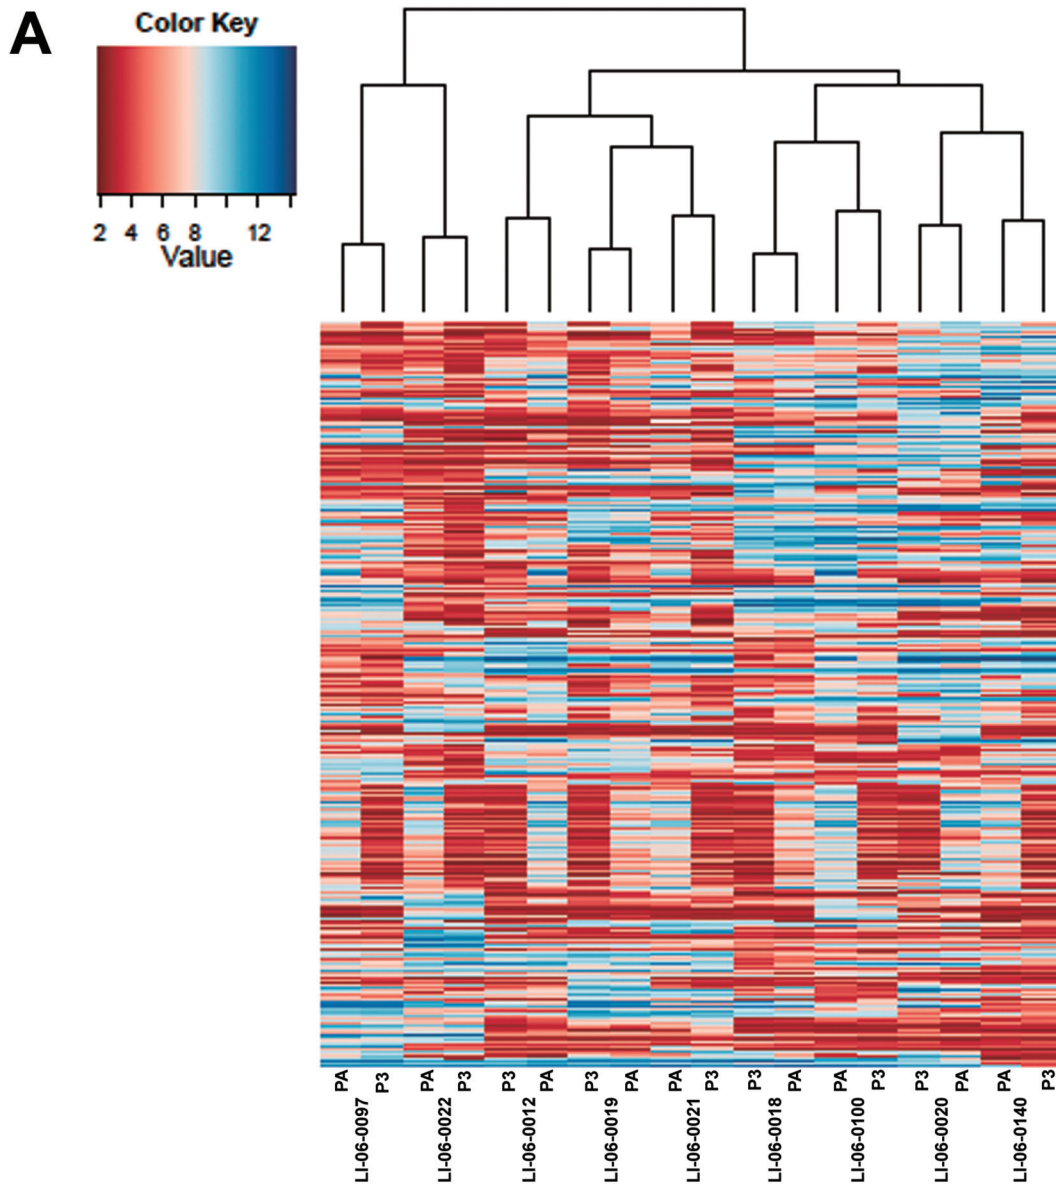 A
Color Key
2 4 6 8 12
Value
PA P3 PA P3 P3 PA P3 PA PA P3 P3 PA PA P3 P3 PA PA P3
LI-06-0097 LI-06-0022 LI-06-0012 LI-06-0019 LI-06-0021 LI-06-0018 LI-06-0100 LI-06-0020 LI-06-0140